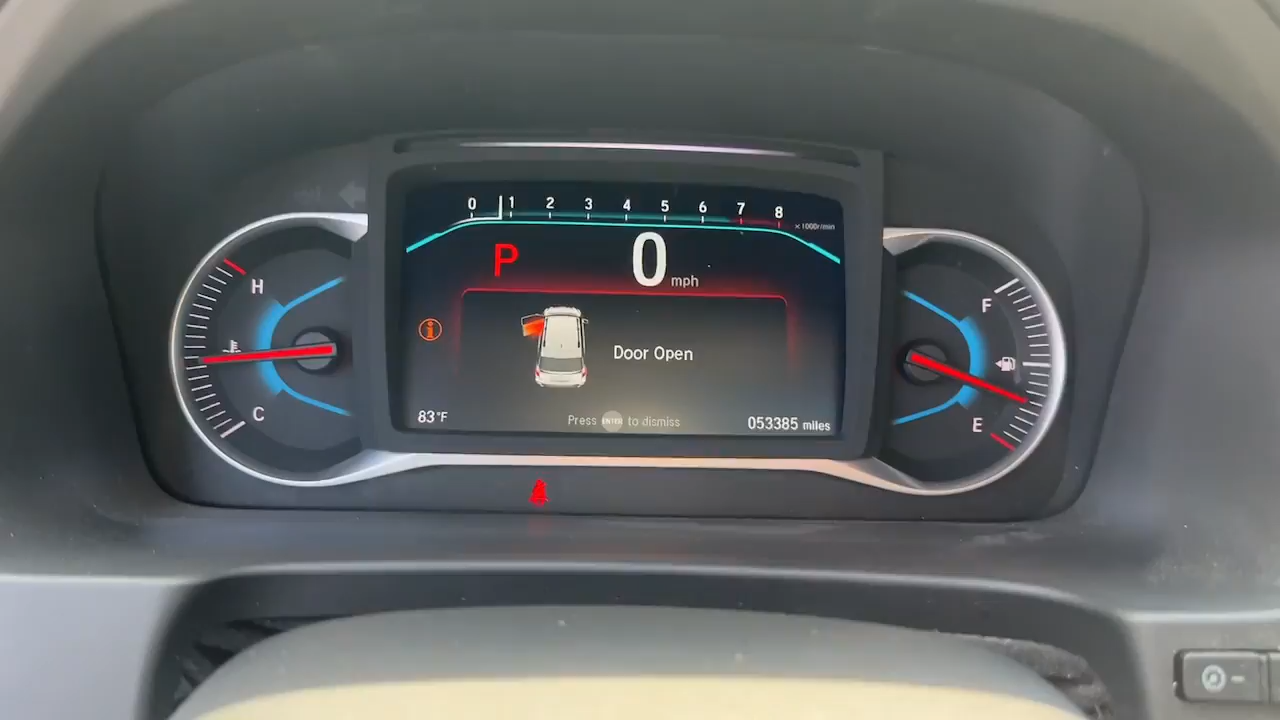 0 1 2 3 4 5 6 7 8
x1000r/min
P 0 mph
H
F
Door Open
C
E
83°F
Press ENTER to dismiss
053385 miles